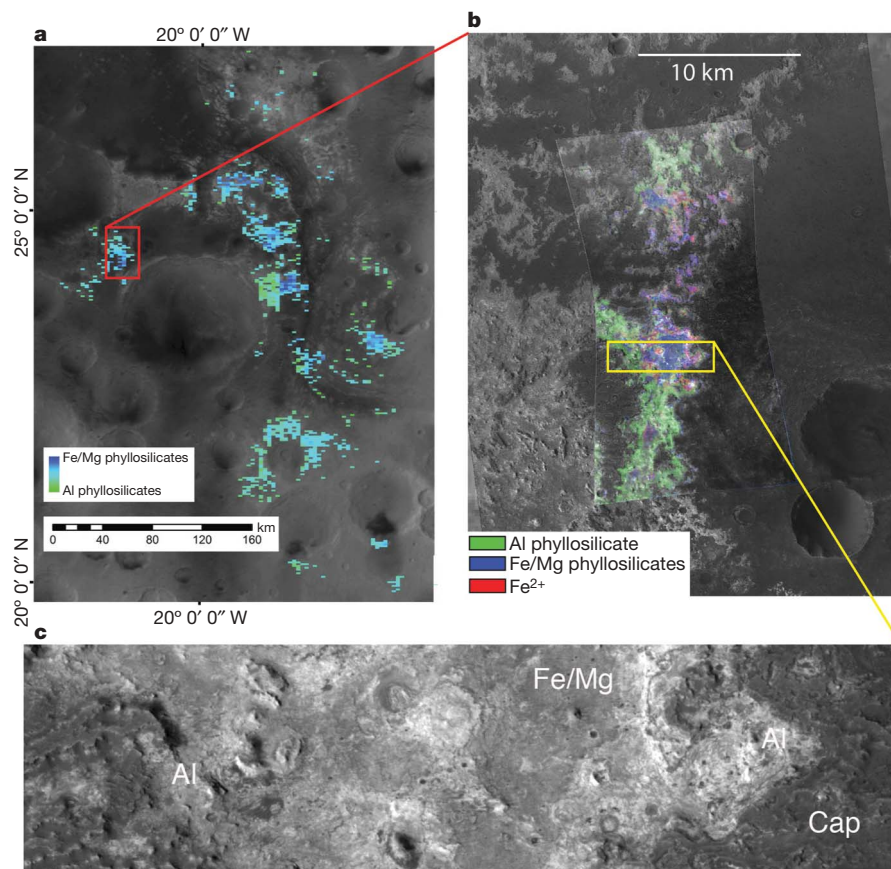 a
20° 0′ 0″ W
25° 0′ 0″ N
Fe/Mg phyllosilicates
Al phyllosilicates
km
0 40 80 120 160
20° 0′ 0″ N
20° 0′ 0″ W
b
10 km
Al phyllosilicate
Fe/Mg phyllosilicates
Fe2+
c
Fe/Mg
Al
Al
Cap